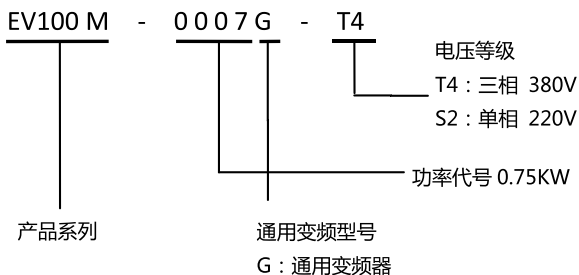 EV100 M - 0007 G - T4
电压等级
T4：三相 380V
S2：单相 220V
功率代号 0.75KW
产品系列
通用变频型号
G：通用变频器